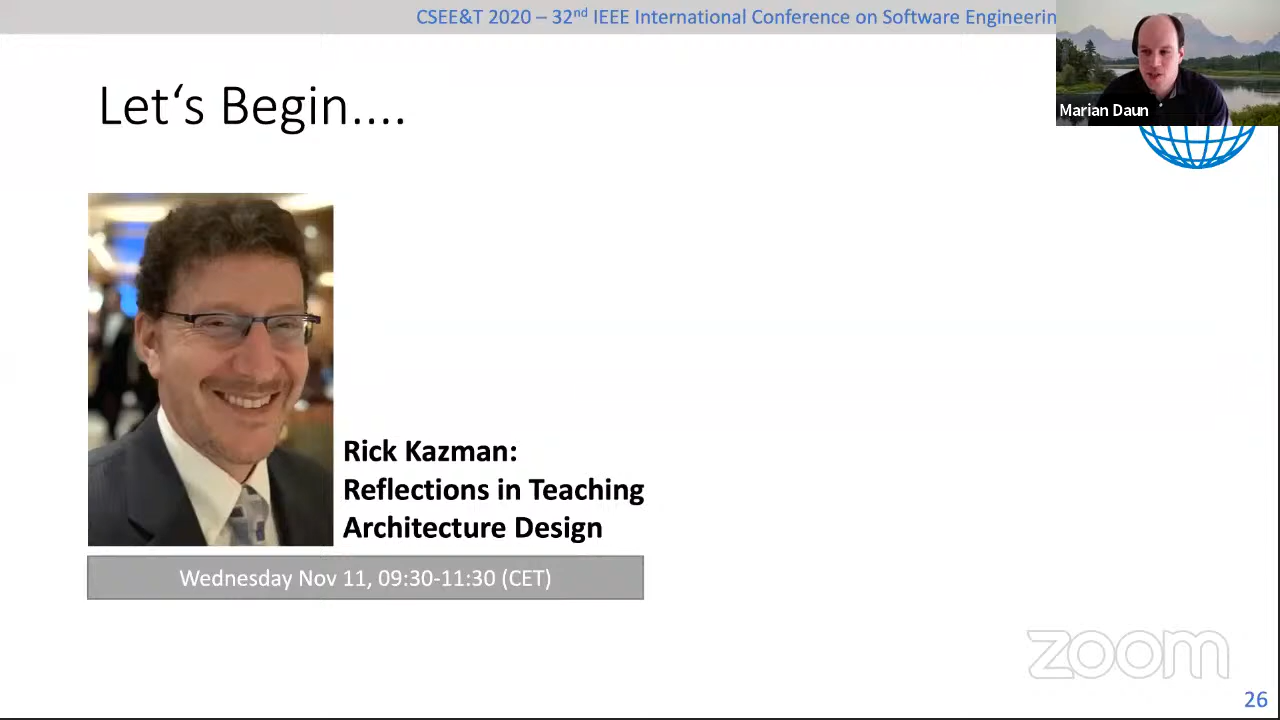 CSEE&T 2020 – 32nd IEEE International Conference on Software Engineerin
Marian Daun
Let‘s Begin....
Rick Kazman:
Reflections in Teaching
Architecture Design
Wednesday Nov 11, 09:30-11:30 (CET)
zoom
26